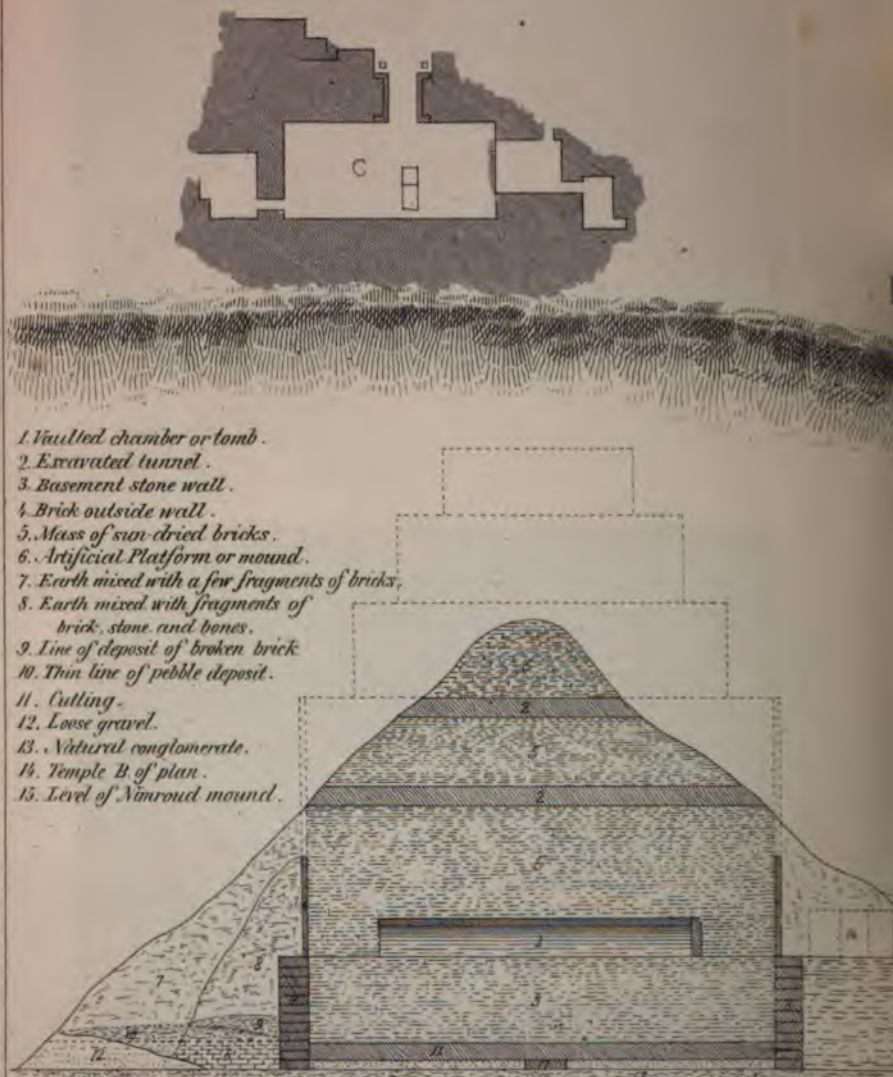 C
1. Vaulted chamber or tomb.
2. Excavated tunnel.
3. Basement stone wall.
4. Brick outside wall.
5. Mass of sun-dried bricks.
6. Artificial Platform or mound.
7. Earth mixed with a few fragments of bricks.
8. Earth mixed with fragments of
brick, stone and bones.
9. Line of deposit of broken brick
10. Thin line of pebble deposit.
11. Cutting.
12. Loose gravel.
13. Natural conglomerate.
14. Temple B of plan.
15. Level of Nimroud mound.
2
2
1
7
8
9
10
12
11